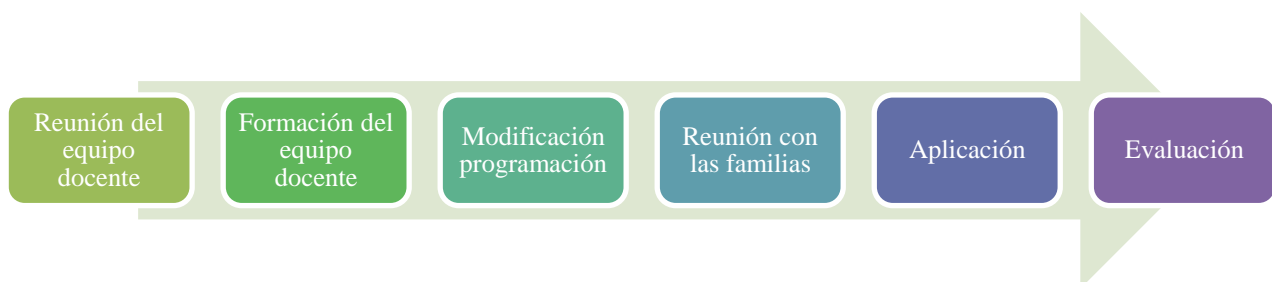 Reunión del
equipo
docente
Formación del
equipo
docente
Modificación
programación
Reunión con
las familias
Aplicación
Evaluación